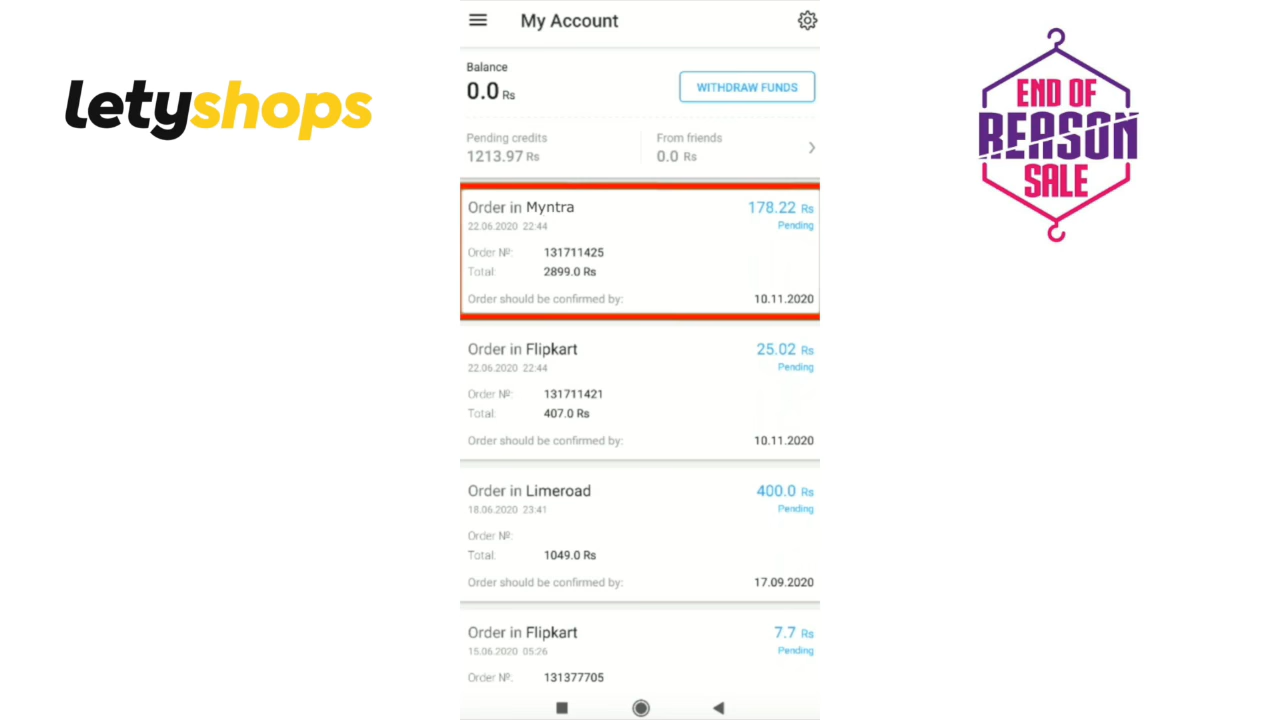 letyshops
My Account
Balance
0.0 Rs
WITHDRAW FUNDS
Pending credits
1213.97 Rs
From friends
0.0 Rs
Order in Myntra
178.22 Rs
22.06.2020 22:44
Pending
Order №: 131711425
Total: 2899.0 Rs
Order should be confirmed by: 10.11.2020
Order in Flipkart
25.02 Rs
22.06.2020 22:44
Pending
Order №: 131711421
Total: 407.0 Rs
Order should be confirmed by: 10.11.2020
Order in Limeroad
400.0 Rs
18.06.2020 23:41
Pending
Order №:
Total: 1049.0 Rs
Order should be confirmed by: 17.09.2020
Order in Flipkart
7.7 Rs
15.06.2020 05:26
Pending
Order №: 131377705
END OF
REASON
SALE